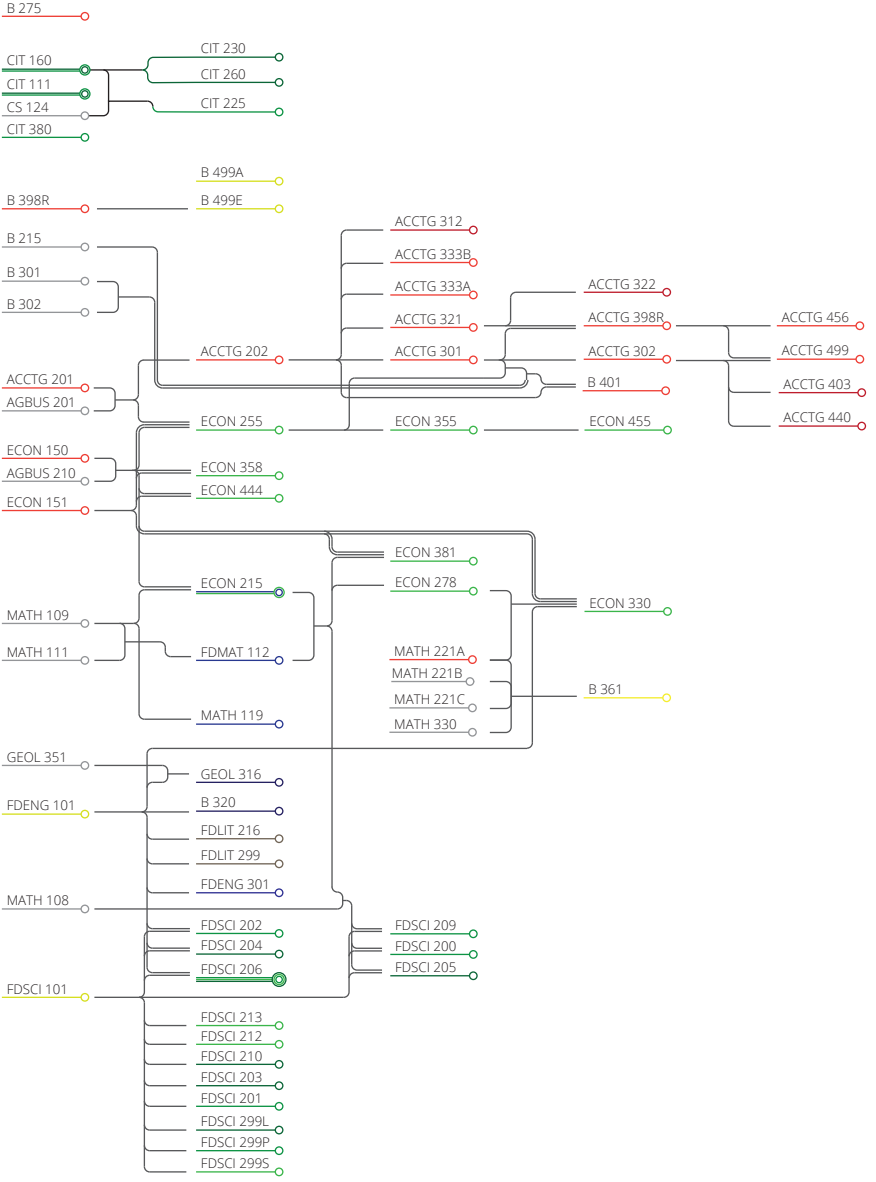 B 275
CIT 160
CIT 111
CS 124
CIT 380
CIT 230
CIT 260
CIT 225
B 499A
B 499E
B 398R
B 215
B 301
B 302
ACCTG 201
AGBUS 201
ECON 150
AGBUS 210
ECON 151
ACCTG 202
ECON 255
ECON 358
ECON 444
ACCTG 312
ACCTG 333B
ACCTG 333A
ACCTG 321
ACCTG 301
ECON 355
ACCTG 322
ACCTG 398R
ACCTG 302
B 401
ECON 455
ACCTG 456
ACCTG 499
ACCTG 403
ACCTG 440
MATH 109
MATH 111
ECON 215
FDMAT 112
MATH 119
ECON 381
ECON 278
MATH 221A
MATH 221B
MATH 221C
MATH 330
ECON 330
B 361
GEOL 351
FDENG 101
MATH 108
FDSCI 101
GEOL 316
B 320
FDLIT 216
FDLIT 299
FDENG 301
FDSCI 202
FDSCI 204
FDSCI 206
FDSCI 209
FDSCI 200
FDSCI 205
FDSCI 213
FDSCI 212
FDSCI 210
FDSCI 203
FDSCI 201
FDSCI 299L
FDSCI 299P
FDSCI 299S